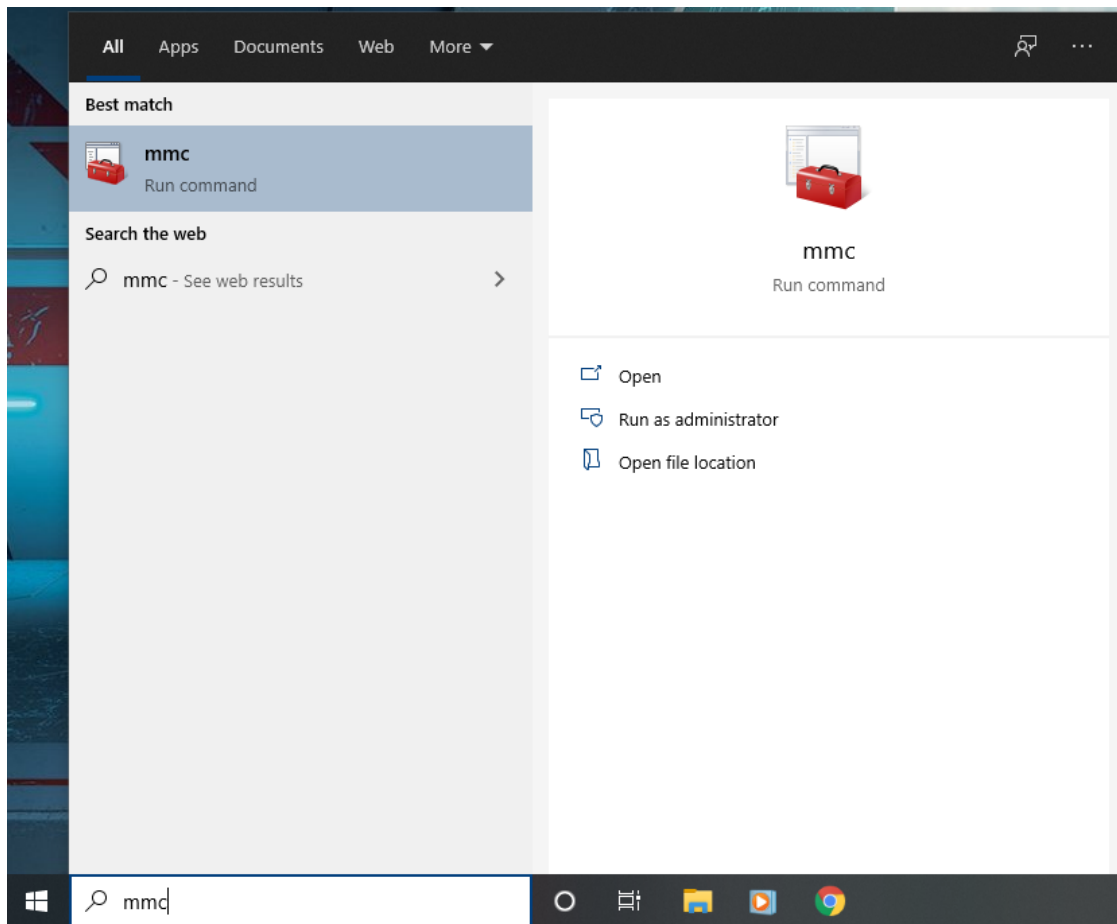 All Apps Documents Web More
Best match
mmc
Run command
Search the web
mmc - See web results
mmc
Run command
Open
Run as administrator
Open file location
mmc